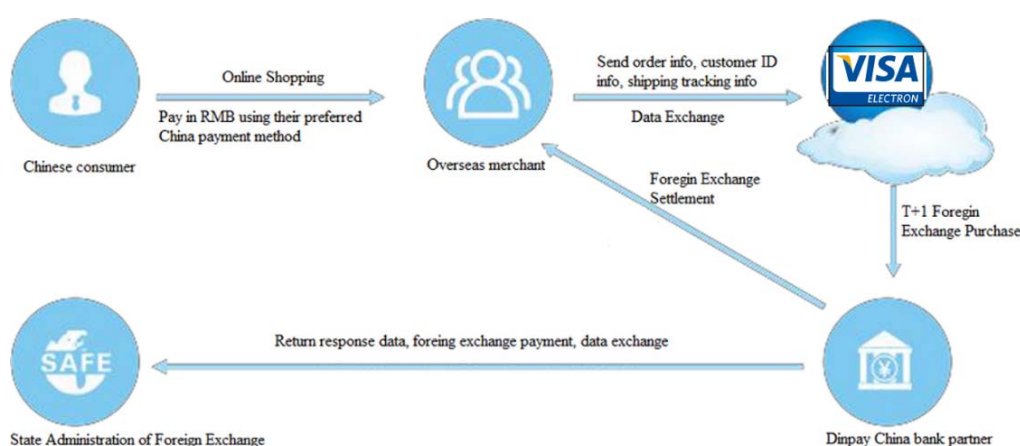 Online Shopping
Pay in RMB using their preferred
China payment method
Chinese consumer
Send order info, customer ID
info, shipping tracking info
Data Exchange
Overseas merchant
VISA
ELECTRON
Foregin Exchange
Settlement
T+1 Foregin
Exchange Purchase
Return response data, foreing exchange payment, data exchange
SAFE
State Administration of Foreign Exchange
¥
Dinpay China bank partner